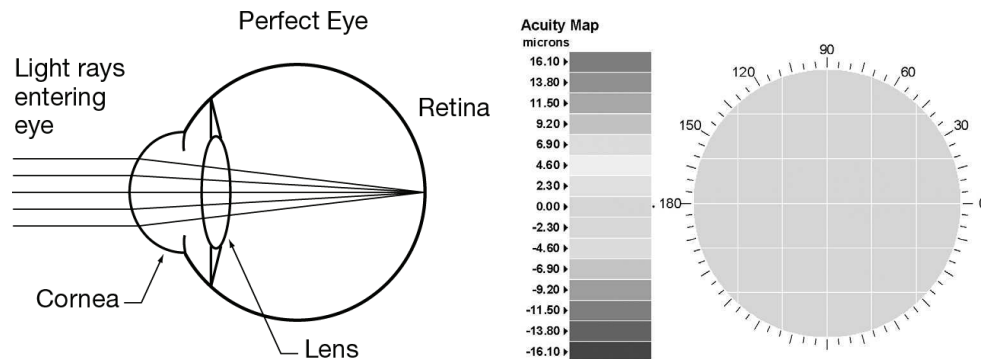 Perfect Eye
Light rays
entering
eye
Retina
Cornea
Lens
Acuity Map
microns
16.10
13.80
11.50
9.20
6.90
4.60
2.30
0.00
-2.30
-4.60
-6.90
-9.20
-11.50
-13.80
-16.10
90
120
60
150
30
180
0